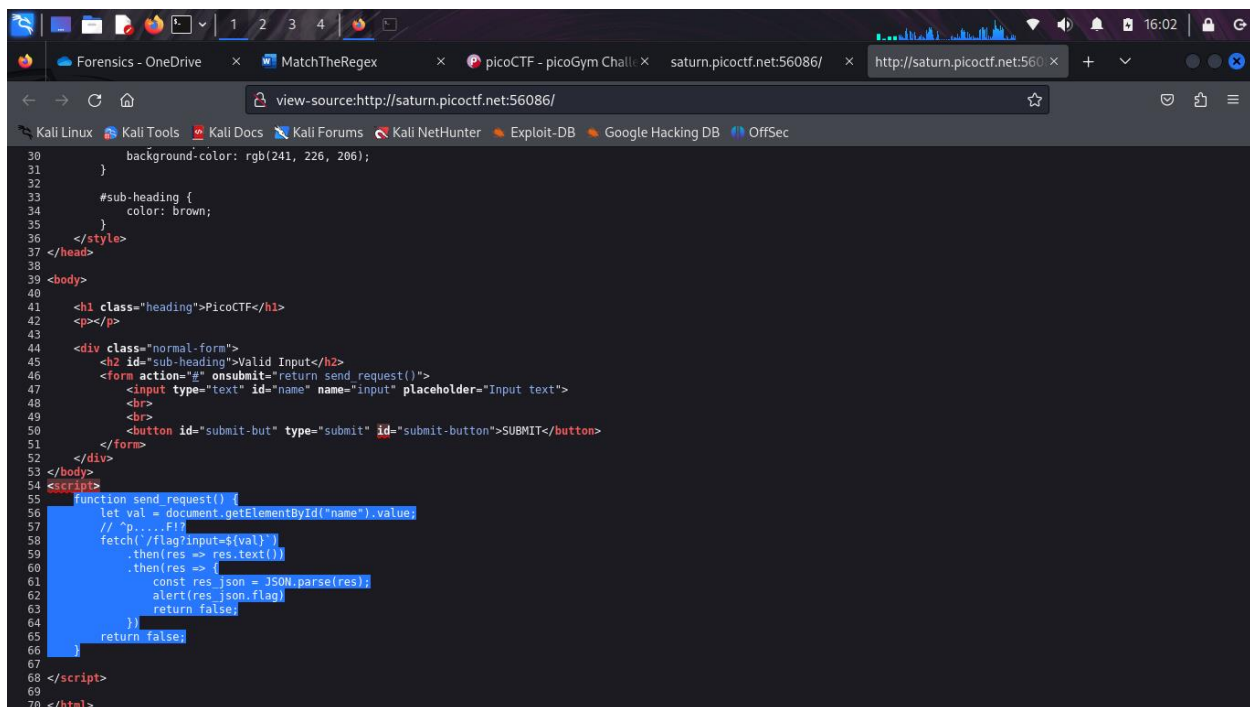 1 2 3 4 16:02
Forensics - OneDrive MatchTheRegex picoCTF - picoGym Challe saturn.picoctf.net:56086/ http://saturn.picoctf.net:560
view-source:http://saturn.picoctf.net:56086/
Kali Linux Kali Tools Kali Docs Kali Forums Kali NetHunter Exploit-DB Google Hacking DB OffSec
30 background-color: rgb(241, 226, 206);
31 }
32
33 #sub-heading {
34 color: brown;
35 }
36 </style>
37 </head>
38
39 <body>
40
41 <h1 class="heading">PicoCTF</h1>
42 <p></p>
43
44 <div class="normal-form">
45 <h2 id="sub-heading">Valid Input</h2>
46 <form action="#" onsubmit="return send_request()">
47 <input type="text" id="name" name="input" placeholder="Input text">
48 <br>
49 <br>
50 <button id="submit-but" type="submit" id="submit-button">SUBMIT</button>
51 </form>
52 </div>
53 </body>
54 <script>
55 function send_request() {
56 let val = document.getElementById("name").value;
57 // ^p.....F!?
58 fetch(`/flag?input=${val}`)
59 .then(res => res.text())
60 .then(res => {
61 const res_json = JSON.parse(res);
62 alert(res_json.flag)
63 return false;
64 })
65 return false;
66 }
67
68 </script>
69
70 </html>